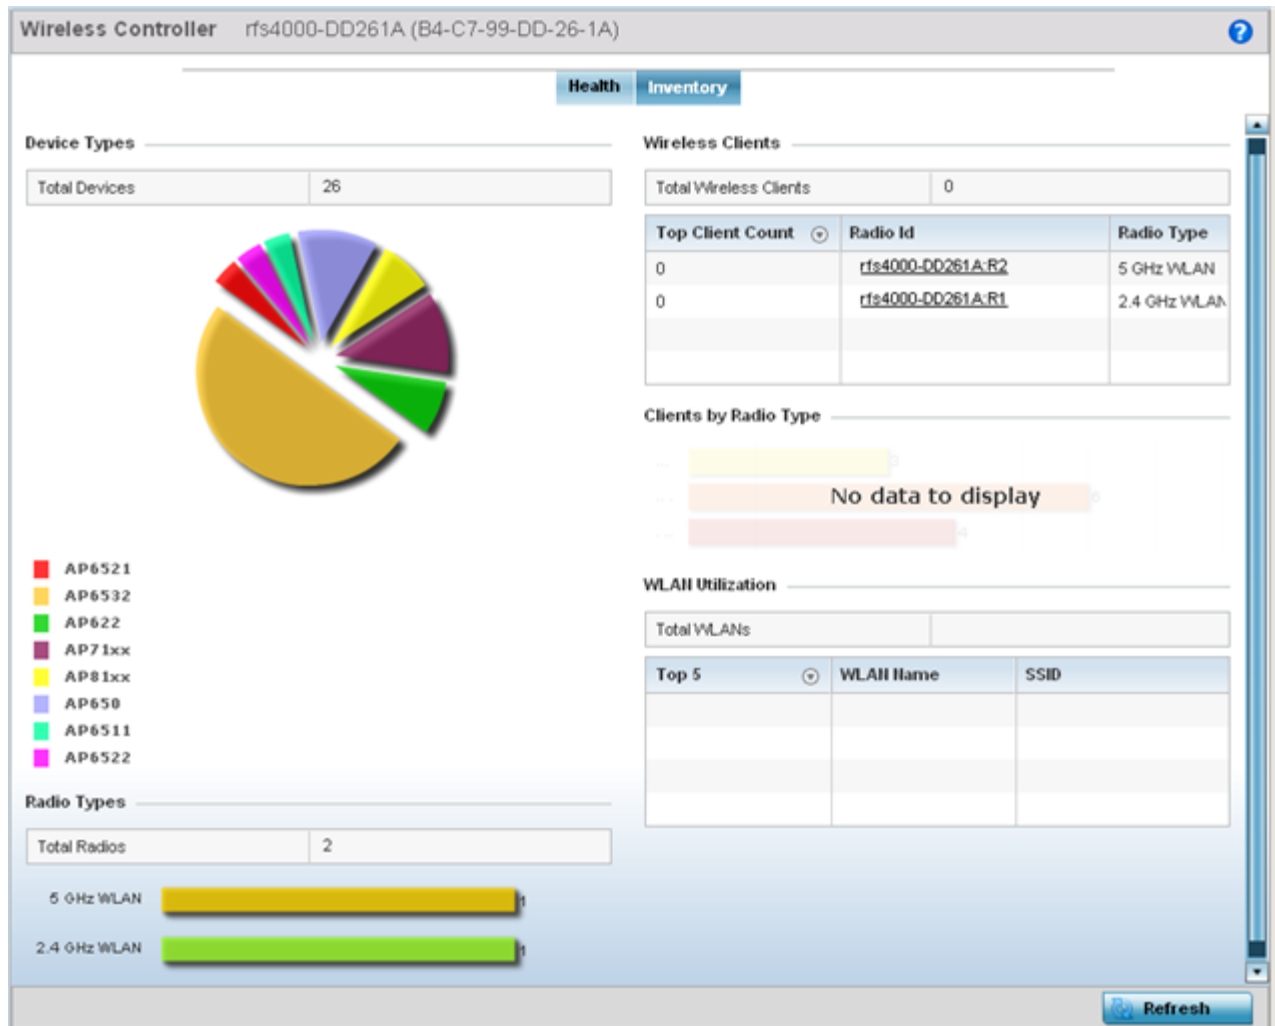 Wireless Controller rfs4000-DD261A (B4-C7-99-DD-26-1A)
?
Health Inventory
Device Types
Total Devices 26
AP6521
AP6532
AP622
AP71xx
AP81xx
AP650
AP6511
AP6522
Radio Types
Total Radios 2
5 GHz WLAN 1
2.4 GHz WLAN 1
Wireless Clients
Total Wireless Clients 0
Top Client Count Radio Id Radio Type
0 rfs4000-DD261A:R2 5 GHz WLAN
0 rfs4000-DD261A:R1 2.4 GHz WLAN
Clients by Radio Type
No data to display
WLAN Utilization
Total WLANs
Top 5 WLAN Name SSID
Refresh